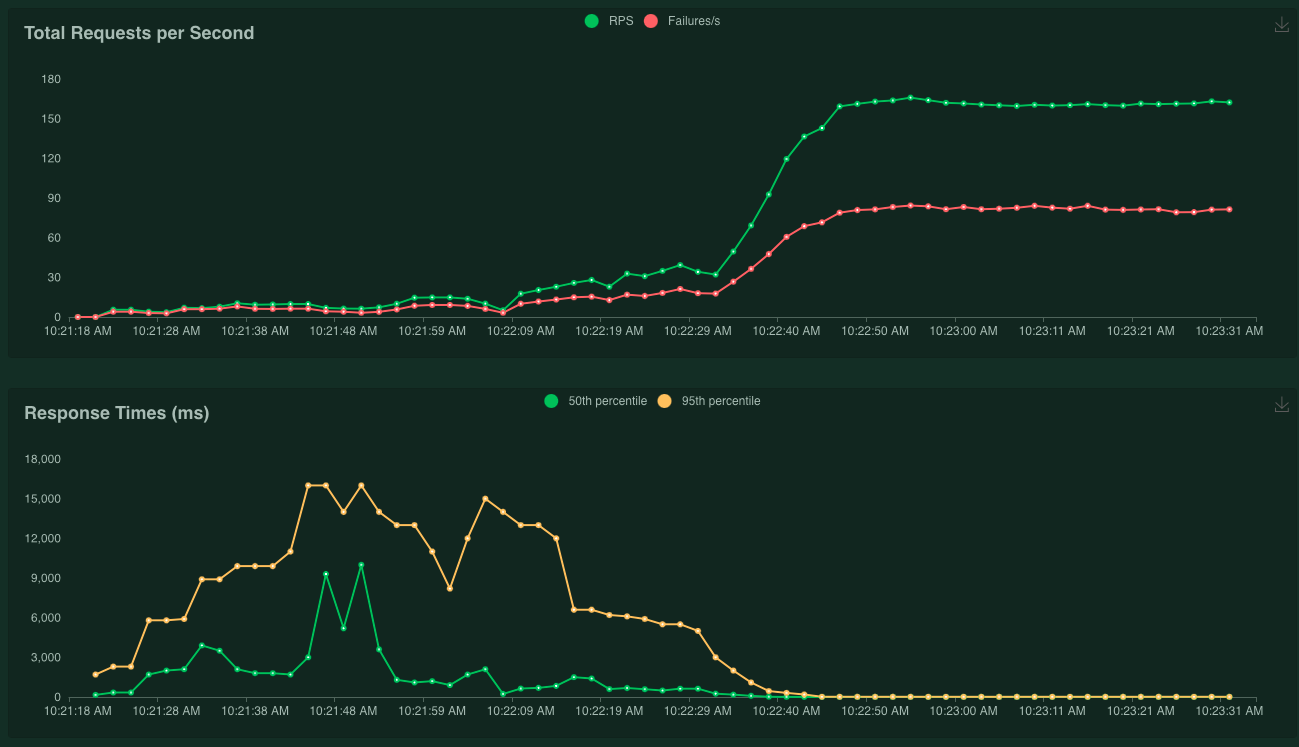 Total Requests per Second
RPS Failures/s
180
150
120
90
60
30
0
10:21:18 AM 10:21:28 AM 10:21:38 AM 10:21:48 AM 10:21:59 AM 10:22:09 AM 10:22:19 AM 10:22:29 AM 10:22:40 AM 10:22:50 AM 10:23:00 AM 10:23:11 AM 10:23:21 AM 10:23:31 AM
Response Times (ms)
50th percentile 95th percentile
18,000
15,000
12,000
9,000
6,000
3,000
0
10:21:18 AM 10:21:28 AM 10:21:38 AM 10:21:48 AM 10:21:59 AM 10:22:09 AM 10:22:19 AM 10:22:29 AM 10:22:40 AM 10:22:50 AM 10:23:00 AM 10:23:11 AM 10:23:21 AM 10:23:31 AM